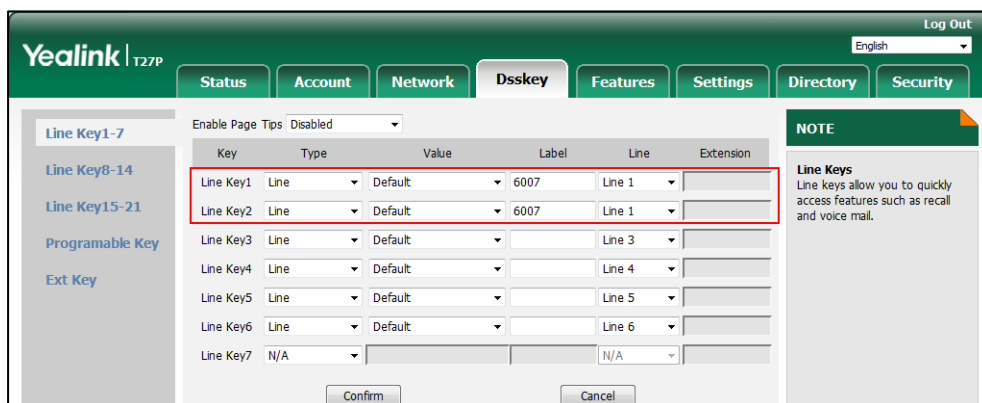 Log Out
Yealink T27P
English
Status Account Network Dsskey Features Settings Directory Security
Line Key1-7
Line Key8-14
Line Key15-21
Programable Key
Ext Key
Enable Page Tips Disabled
Key Type Value Label Line Extension
Line Key1 Line Default 6007 Line 1
Line Key2 Line Default 6007 Line 1
Line Key3 Line Default Line 3
Line Key4 Line Default Line 4
Line Key5 Line Default Line 5
Line Key6 Line Default Line 6
Line Key7 N/A N/A
Confirm Cancel
NOTE
Line Keys
Line keys allow you to quickly
access features such as recall
and voice mail.